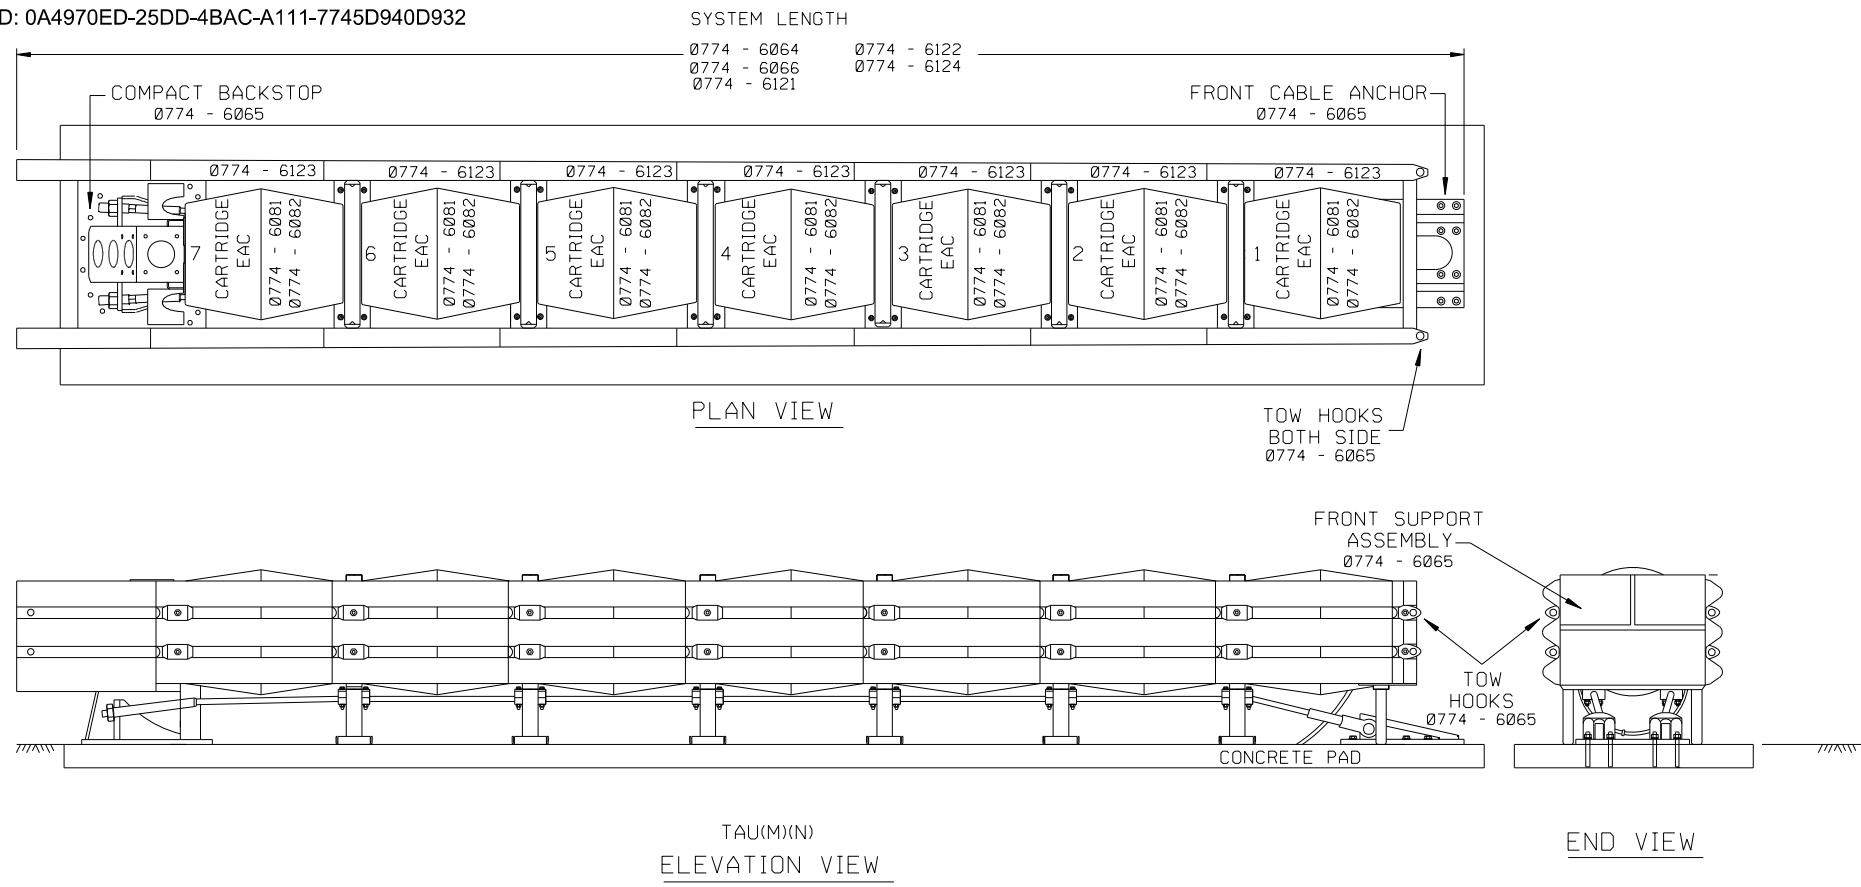 D: 0A4970ED-25DD-4BAC-A111-7745D940D932
SYSTEM LENGTH
0774 - 6064 0774 - 6122
0774 - 6066 0774 - 6124
0774 - 6121
COMPACT BACKSTOP
0774 - 6065
FRONT CABLE ANCHOR
0774 - 6065
0774 - 6123 0774 - 6123 0774 - 6123 0774 - 6123 0774 - 6123 0774 - 6123 0774 - 6123
7
CARTRIDGE
EAC
0774 - 6081
0774 - 6082
6
CARTRIDGE
EAC
0774 - 6081
0774 - 6082
5
CARTRIDGE
EAC
0774 - 6081
0774 - 6082
4
CARTRIDGE
EAC
0774 - 6081
0774 - 6082
3
CARTRIDGE
EAC
0774 - 6081
0774 - 6082
2
CARTRIDGE
EAC
0774 - 6081
0774 - 6082
1
CARTRIDGE
EAC
0774 - 6081
0774 - 6082
PLAN VIEW
TOW HOOKS
BOTH SIDE
0774 - 6065
FRONT SUPPORT
ASSEMBLY
0774 - 6065
TOW
HOOKS
0774 - 6065
CONCRETE PAD
TAU(M)(N)
ELEVATION VIEW
END VIEW